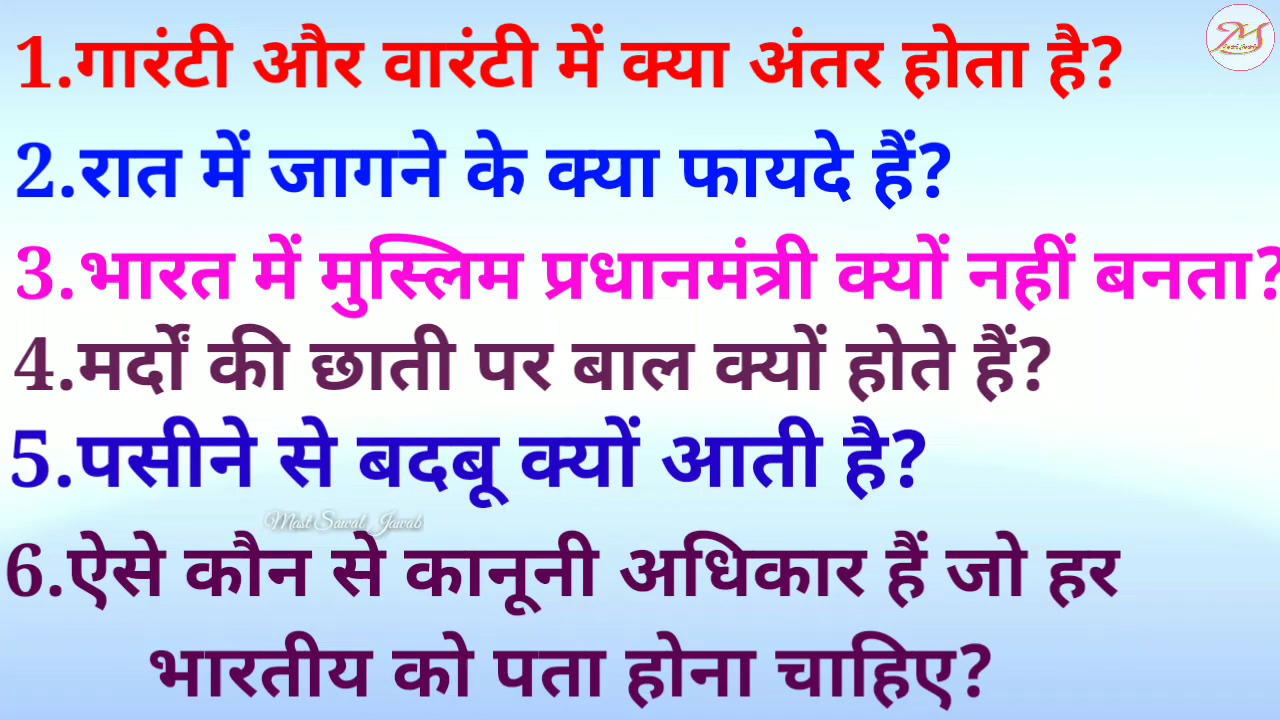 1.गारंटी और वारंटी में क्या अंतर होता है?
2.रात में जागने के क्या फायदे हैं?
3.भारत में मुस्लिम प्रधानमंत्री क्यों नहीं बनता?
4.मर्दों की छाती पर बाल क्यों होते हैं?
5.पसीने से बदबू क्यों आती है?
Mast Sawal Jawab
6.ऐसे कौन से कानूनी अधिकार हैं जो हर
भारतीय को पता होना चाहिए?